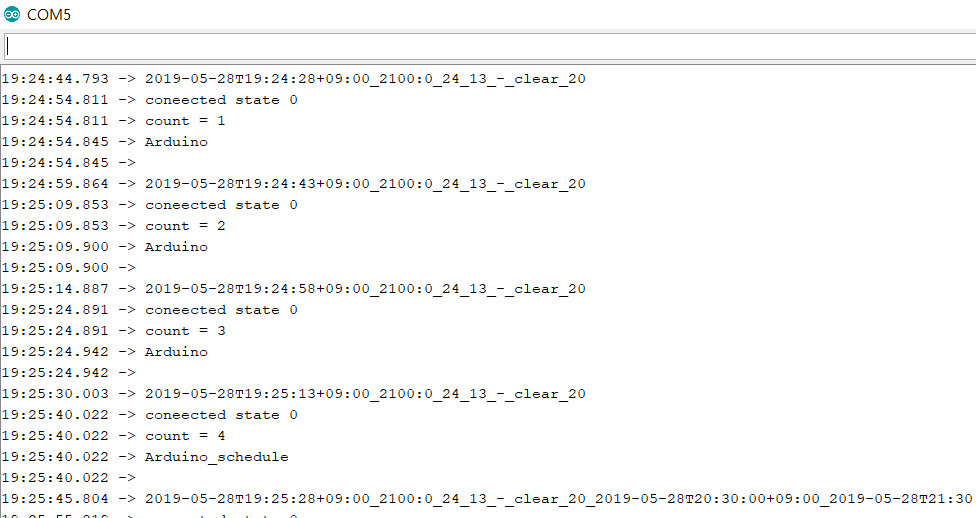 COM5
19:24:44.793 -> 2019-05-28T19:24:28+09:00_2100:0_24_13_-_clear_20
19:24:54.811 -> coneected state 0
19:24:54.811 -> count = 1
19:24:54.845 -> Arduino
19:24:54.845 ->
19:24:59.864 -> 2019-05-28T19:24:43+09:00_2100:0_24_13_-_clear_20
19:25:09.853 -> coneected state 0
19:25:09.853 -> count = 2
19:25:09.900 -> Arduino
19:25:09.900 ->
19:25:14.887 -> 2019-05-28T19:24:58+09:00_2100:0_24_13_-_clear_20
19:25:24.891 -> coneected state 0
19:25:24.891 -> count = 3
19:25:24.942 -> Arduino
19:25:24.942 ->
19:25:30.003 -> 2019-05-28T19:25:13+09:00_2100:0_24_13_-_clear_20
19:25:40.022 -> coneected state 0
19:25:40.022 -> count = 4
19:25:40.022 -> Arduino_schedule
19:25:40.022 ->
19:25:45.804 -> 2019-05-28T19:25:28+09:00_2100:0_24_13_-_clear_20_2019-05-28T20:30:00+09:00_2019-05-28T21:30